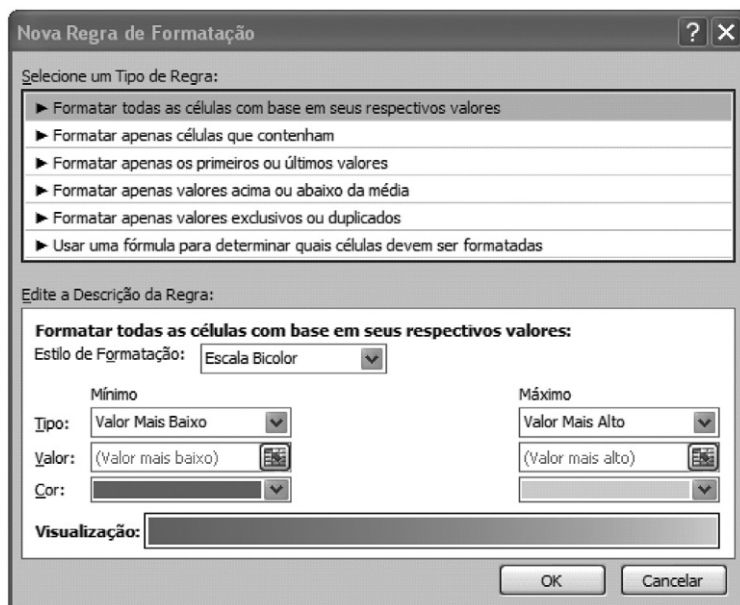 Nova Regra de Formatação
Selecione um Tipo de Regra:
► Formatar todas as células com base em seus respectivos valores
► Formatar apenas células que contenham
► Formatar apenas os primeiros ou últimos valores
► Formatar apenas valores acima ou abaixo da média
► Formatar apenas valores exclusivos ou duplicados
► Usar uma fórmula para determinar quais células devem ser formatadas
Edite a Descrição da Regra:
Formatar todas as células com base em seus respectivos valores:
Estilo de Formatação: Escala Bicolor
Mínimo Máximo
Tipo: Valor Mais Baixo Valor Mais Alto
Valor: (Valor mais baixo) (Valor mais alto)
Cor:
Visualização:
OK Cancelar